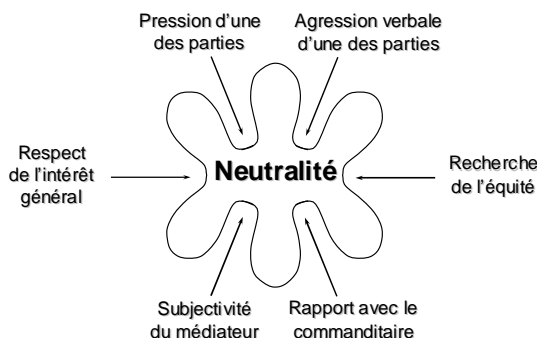 Pression d'une
des parties
Agression verbale
d'une des parties
Respect
de l'intérêt
général
Neutralité
Recherche
de l'équité
Subjectivité
du médiateur
Rapport avec le
commanditaire